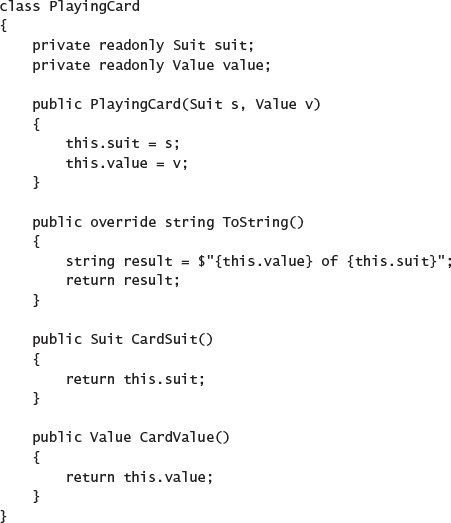 class PlayingCard
{
    private readonly Suit suit;
    private readonly Value value;

    public PlayingCard(Suit s, Value v)
    {
        this.suit = s;
        this.value = v;
    }

    public override string ToString()
    {
        string result = $"{this.value} of {this.suit}";
        return result;
    }

    public Suit CardSuit()
    {
        return this.suit;
    }

    public Value CardValue()
    {
        return this.value;
    }
}